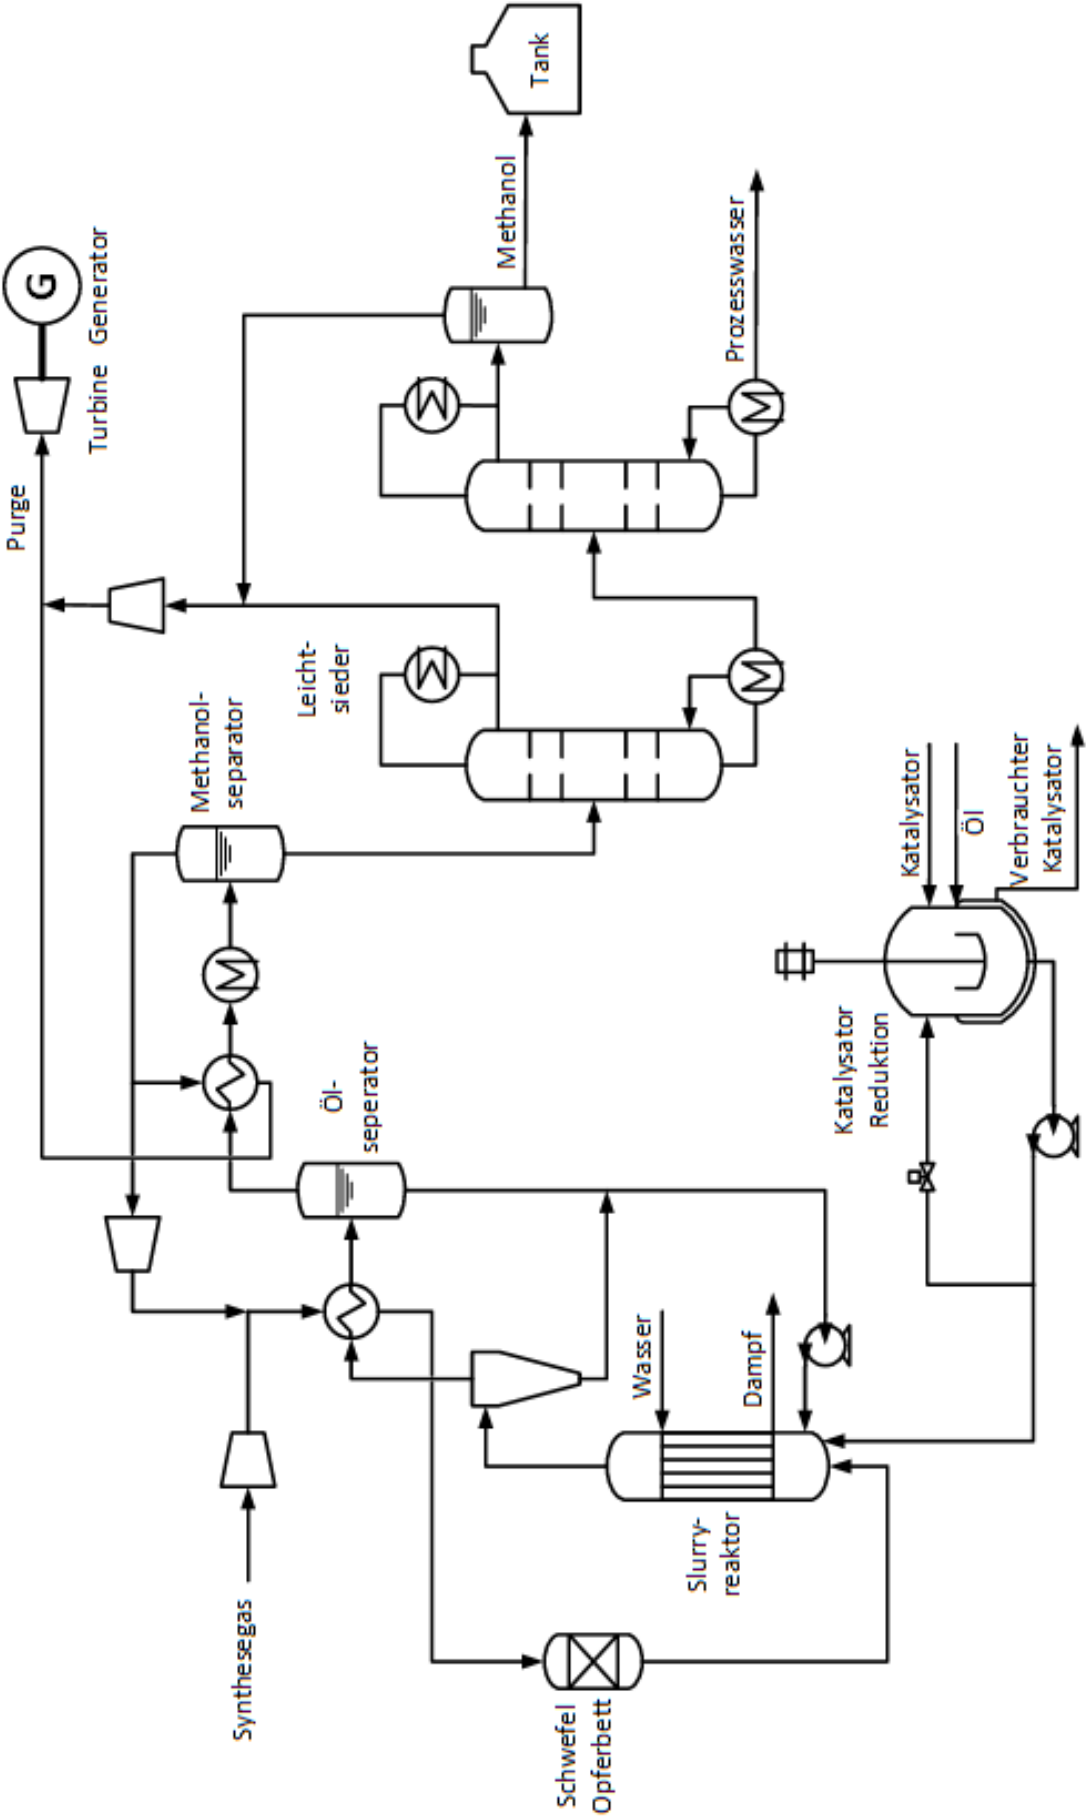 Synthesegas
Schwefel
Opferbett
Slurry-
reaktor
Wasser
Dampf
Öl-
seperator
Methanol-
separator
Katalysator
Reduktion
Katalysator
Öl
Verbrauchter
Katalysator
Leicht-
sieder
Purge
G
Turbine Generator
Methanol
Prozesswasser
Tank